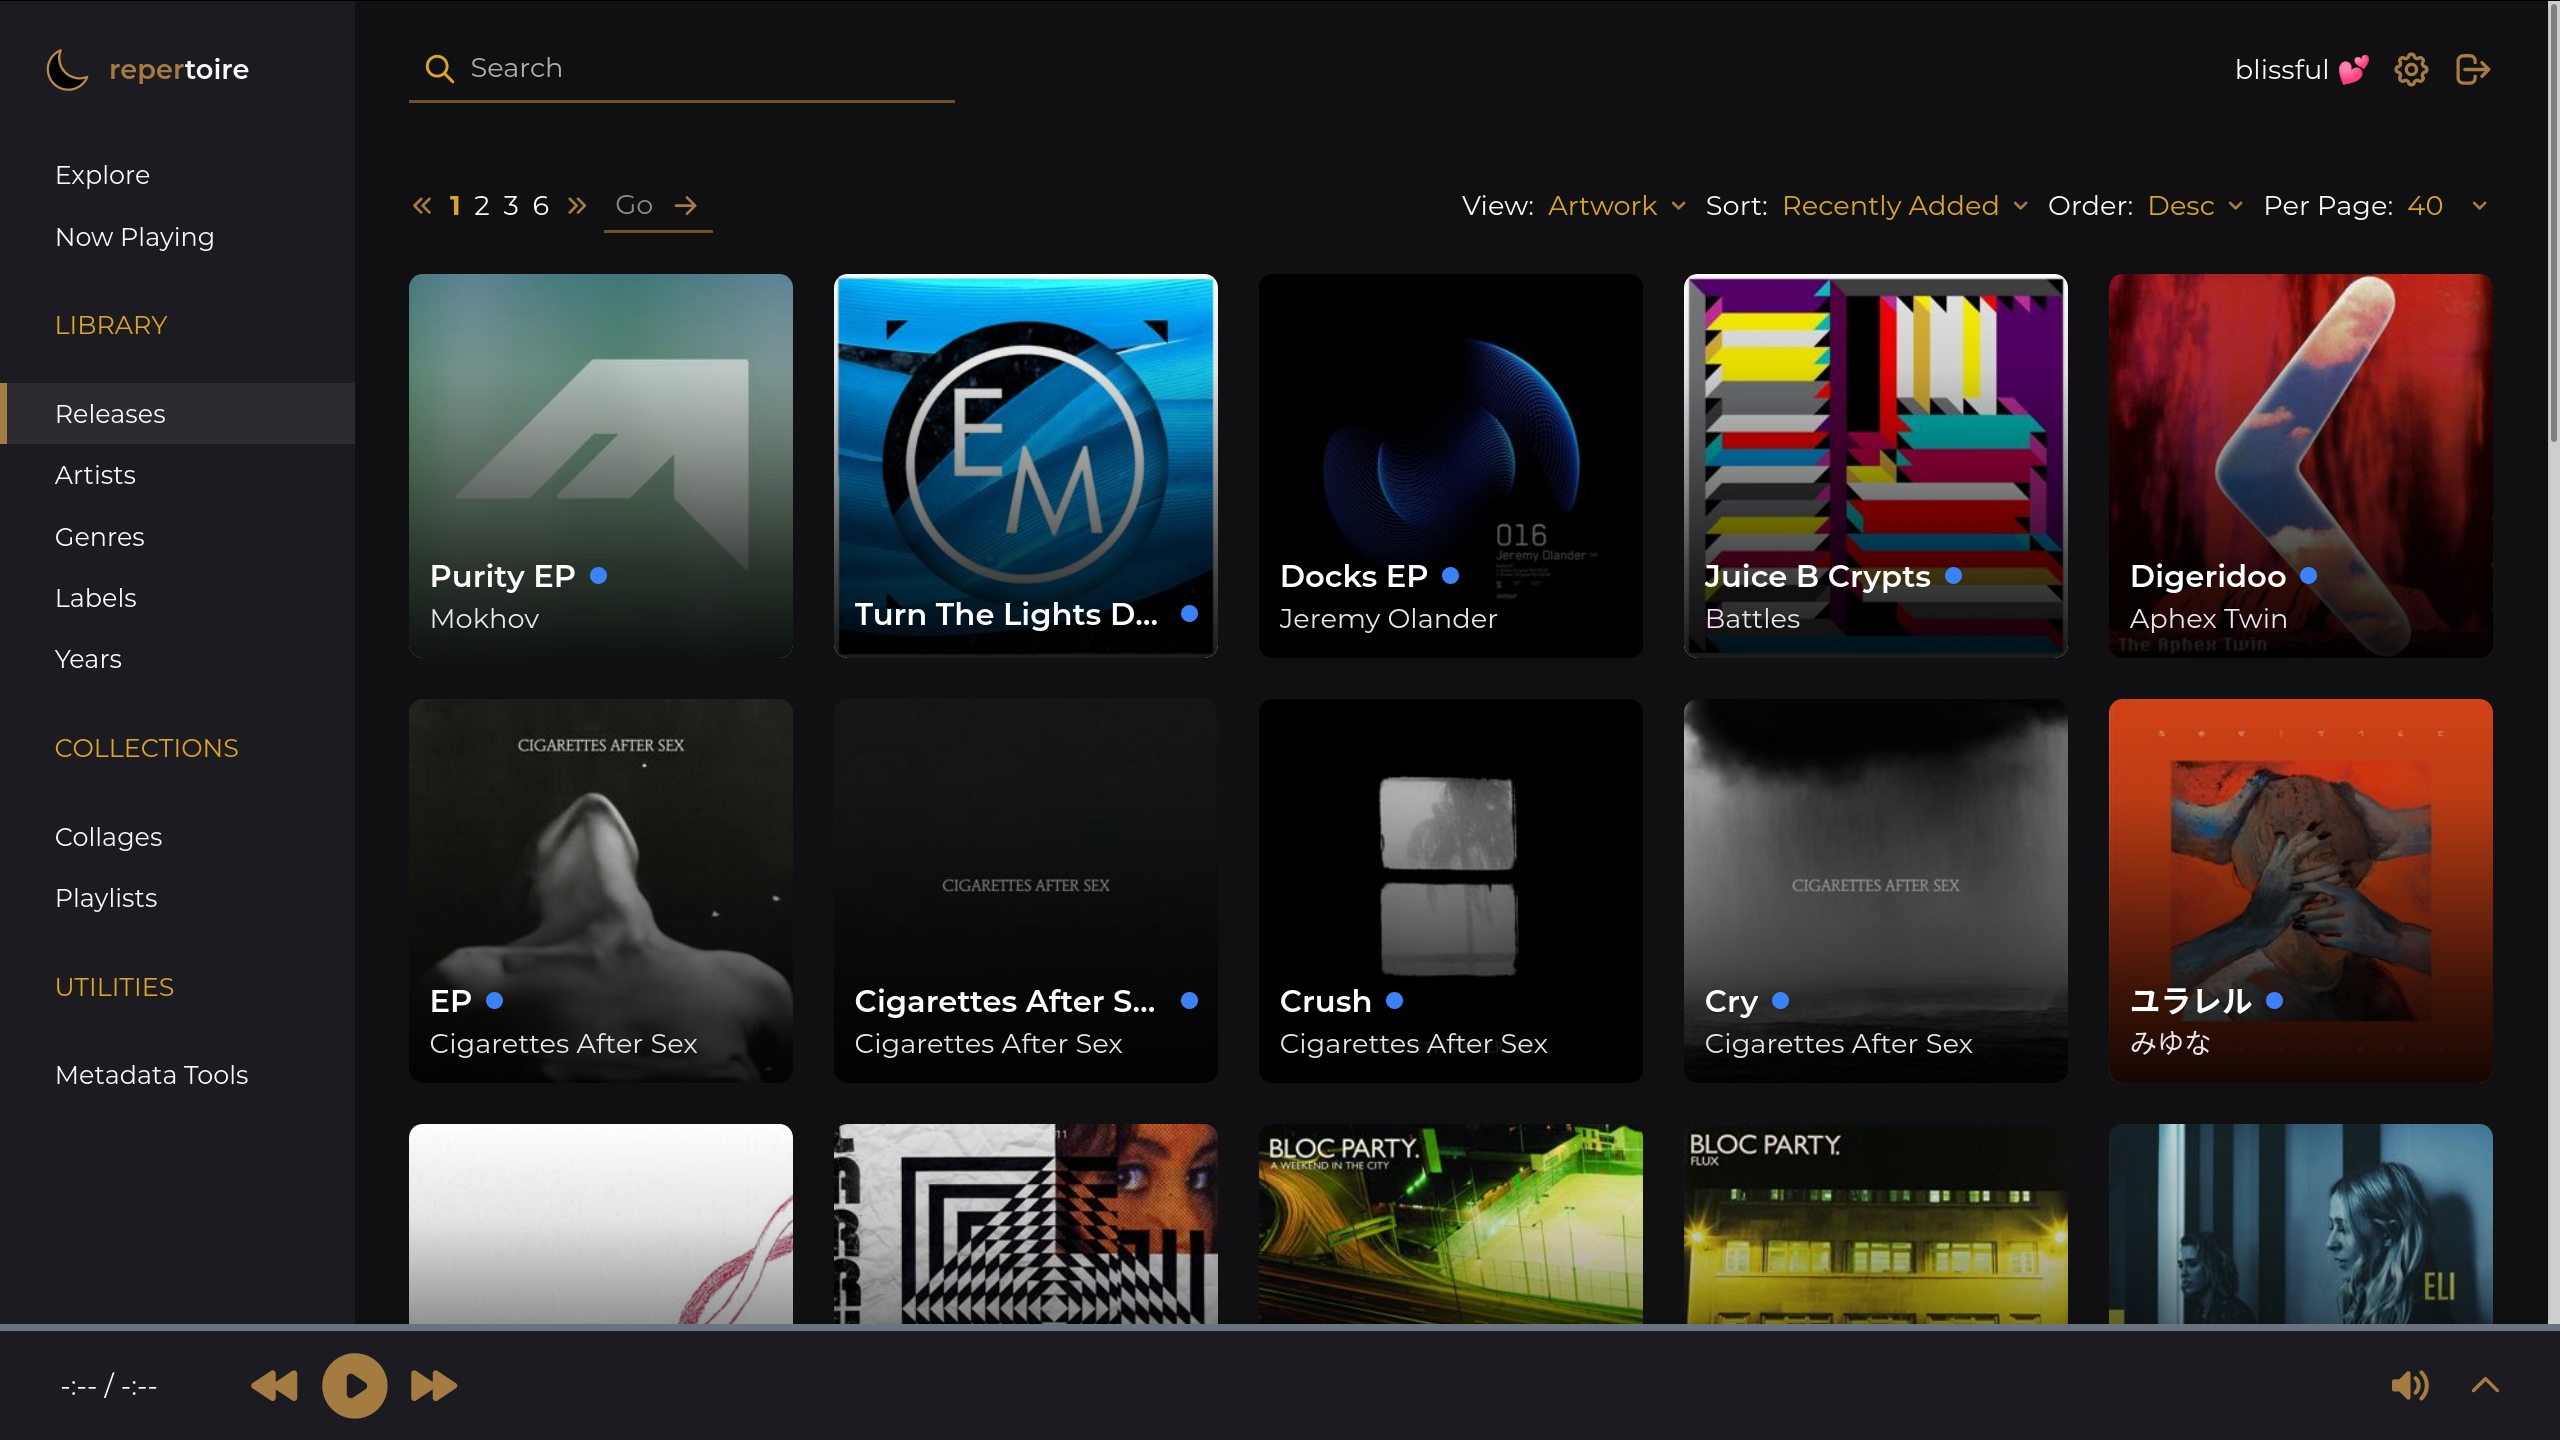 repertoire
Search
blissful 💕
Explore
Now Playing
LIBRARY
Releases
Artists
Genres
Labels
Years
COLLECTIONS
Collages
Playlists
UTILITIES
Metadata Tools
« 1 2 3 6 » Go →
View: Artwork Sort: Recently Added Order: Desc Per Page: 40
Purity EP
Mokhov
EM
Turn The Lights D...
016
Jeremy Olander
Docks EP
Jeremy Olander
Juice B Crypts
Battles
Digeridoo
Aphex Twin
The Aphex Twin
CIGARETTES AFTER SEX
EP
Cigarettes After Sex
CIGARETTES AFTER SEX
Cigarettes After S...
Cigarettes After Sex
Crush
Cigarettes After Sex
CIGARETTES AFTER SEX
Cry
Cigarettes After Sex
ユラレル
みゆな
11
BLOC PARTY.
A WEEKEND IN THE CITY
BLOC PARTY.
FLUX
ELI
-:-- / -:--